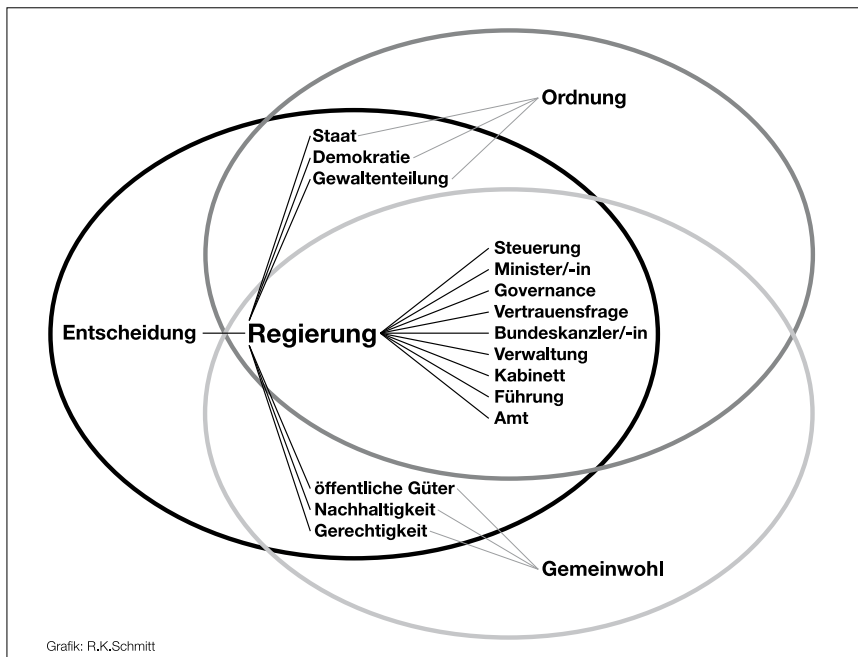 Ordnung
Staat
Demokratie
Gewaltenteilung
Steuerung
Minister/-in
Governance
Vertrauensfrage
Entscheidung
Regierung
Bundeskanzler/-in
Verwaltung
Kabinett
Führung
Amt
öffentliche Güter
Nachhaltigkeit
Gerechtigkeit
Gemeinwohl
Grafik: R.K.Schmitt